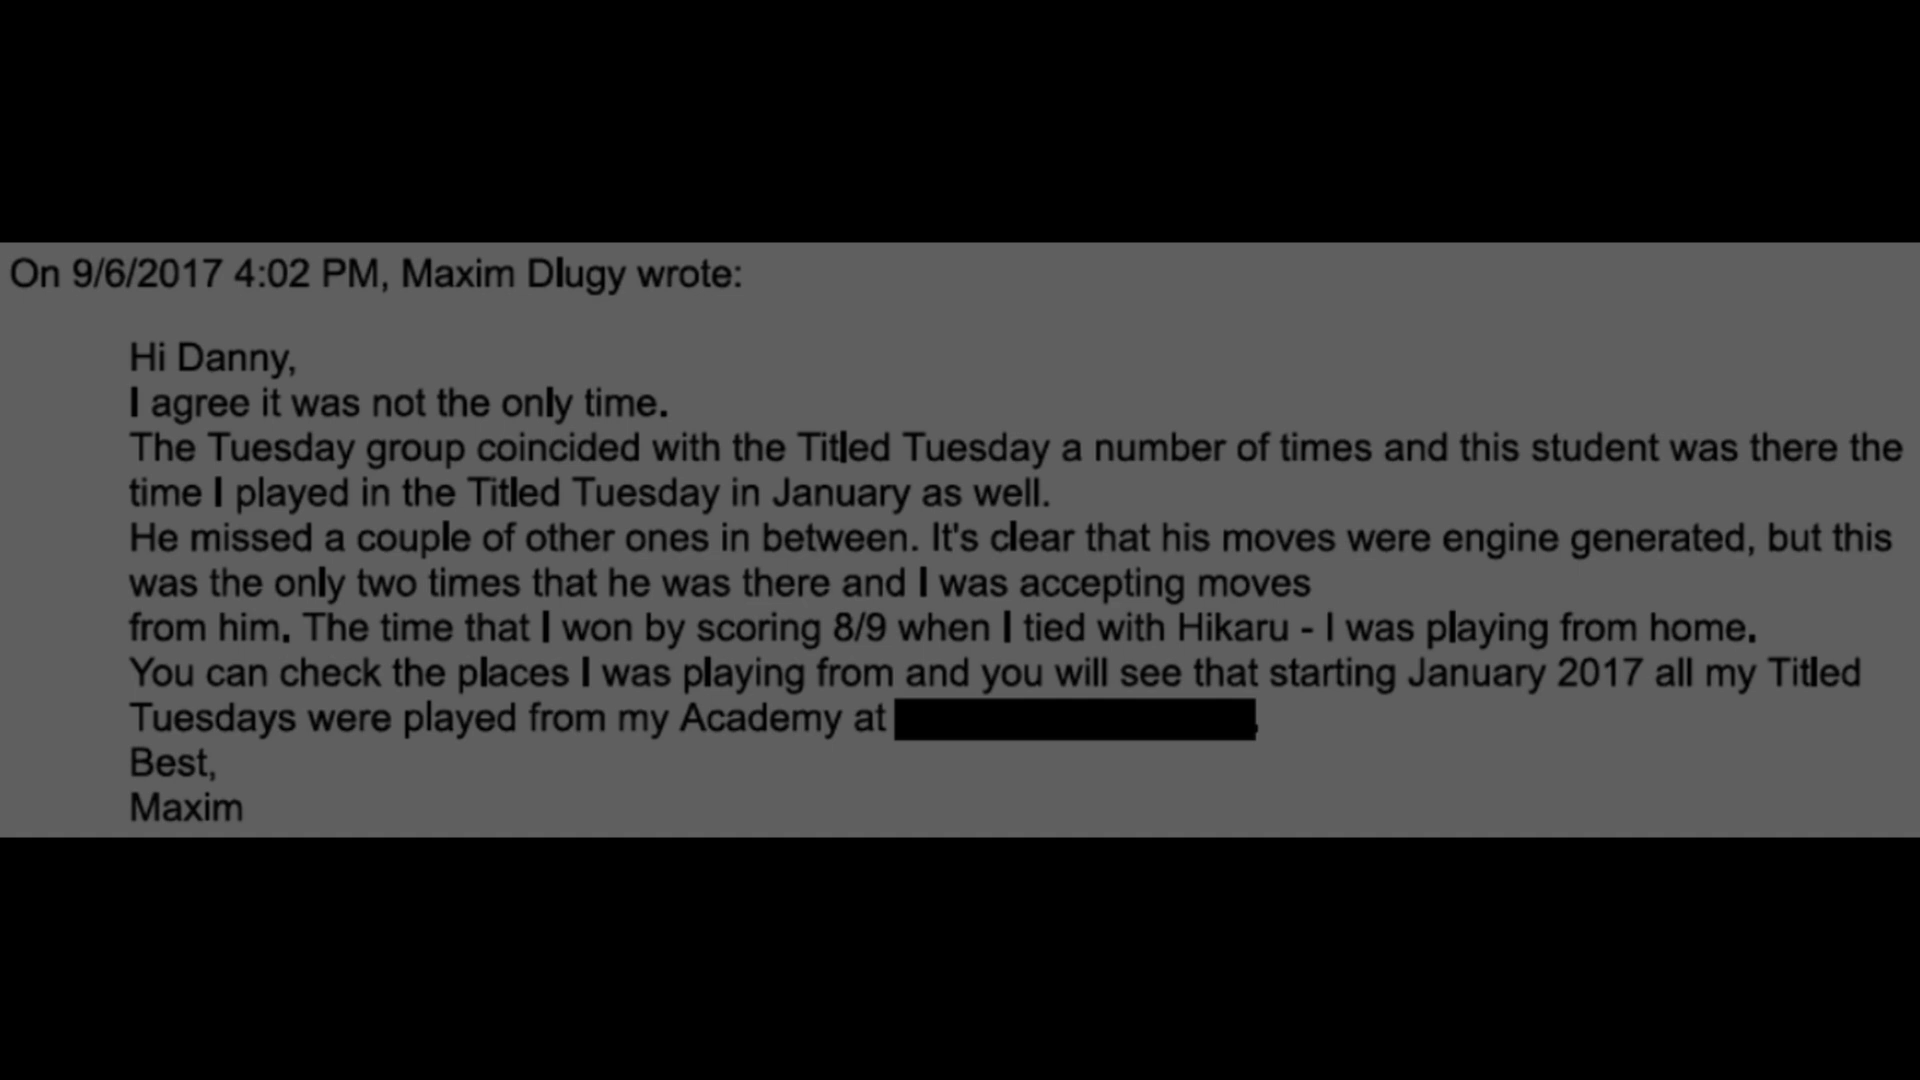 On 9/6/2017 4:02 PM, Maxim Dlugy wrote:
Hi Danny,
I agree it was not the only time.
The Tuesday group coincided with the Titled Tuesday a number of times and this student was there the
time I played in the Titled Tuesday in January as well.
He missed a couple of other ones in between. It's clear that his moves were engine generated, but this
was the only two times that he was there and I was accepting moves
from him. The time that I won by scoring 8/9 when I tied with Hikaru - I was playing from home.
You can check the places I was playing from and you will see that starting January 2017 all my Titled
Tuesdays were played from my Academy at
Best,
Maxim